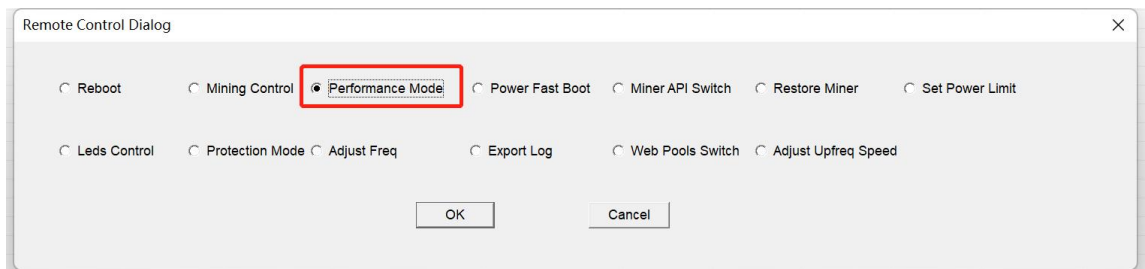 Remote Control Dialog
Reboot Mining Control Performance Mode Power Fast Boot Miner API Switch Restore Miner Set Power Limit
Leds Control Protection Mode Adjust Freq Export Log Web Pools Switch Adjust Upfreq Speed
OK Cancel